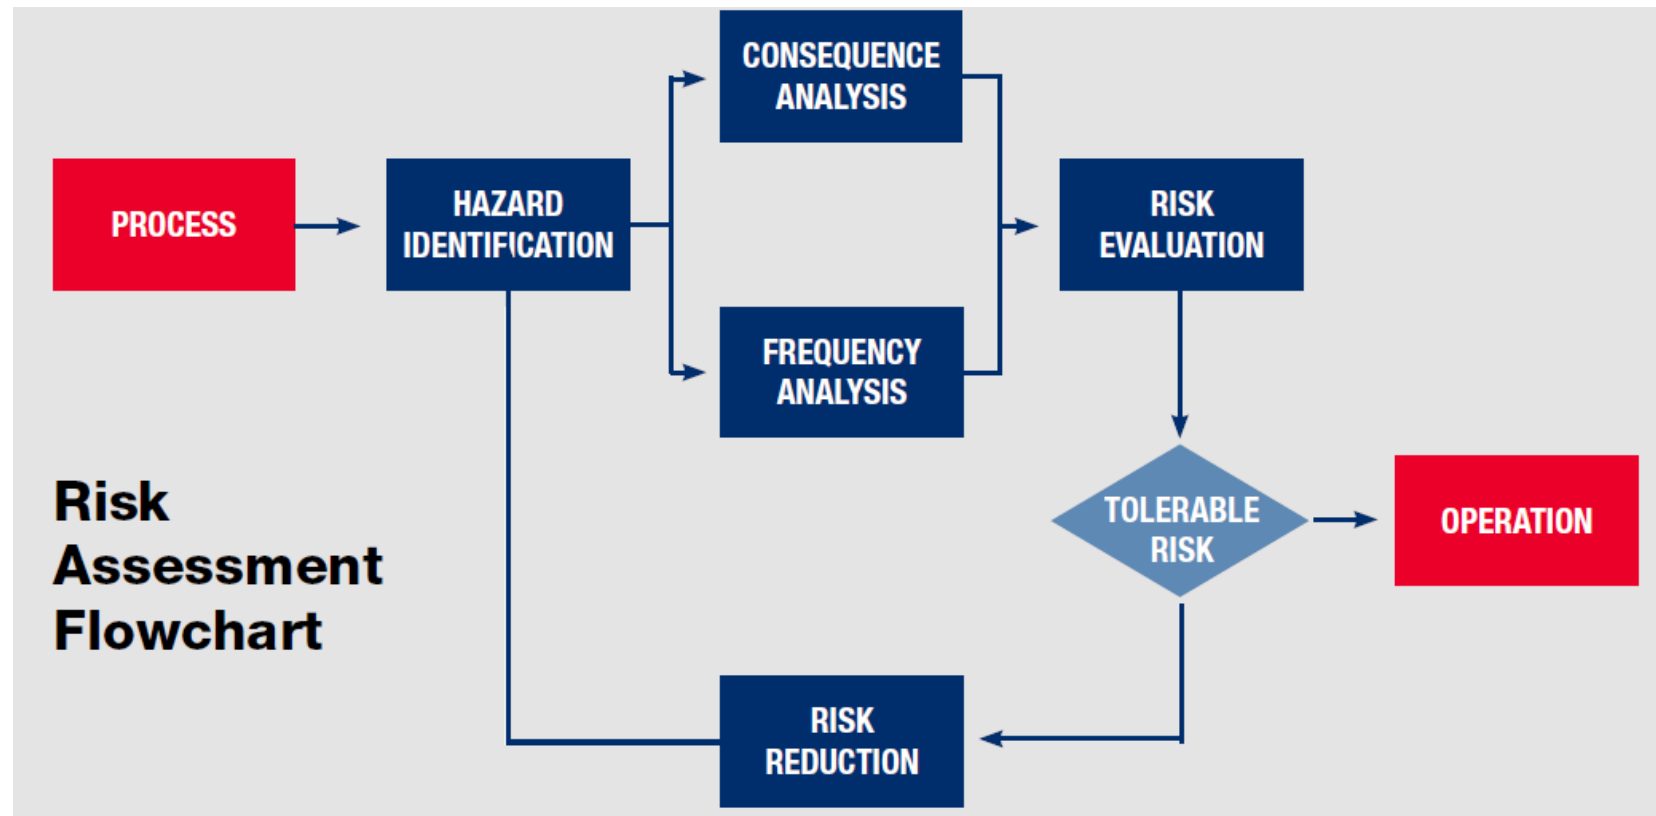 CONSEQUENCE
ANALYSIS
PROCESS
HAZARD
IDENTIFICATION
RISK
EVALUATION
FREQUENCY
ANALYSIS
Risk
Assessment
Flowchart
TOLERABLE
RISK
OPERATION
RISK
REDUCTION